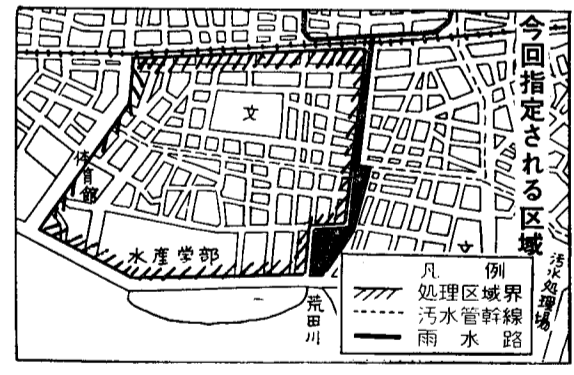 今回指定される区域
文
体育館
水産学部
荒田川
文
汚水処理場
凡例
処理区域界
汚水管幹線
雨水路